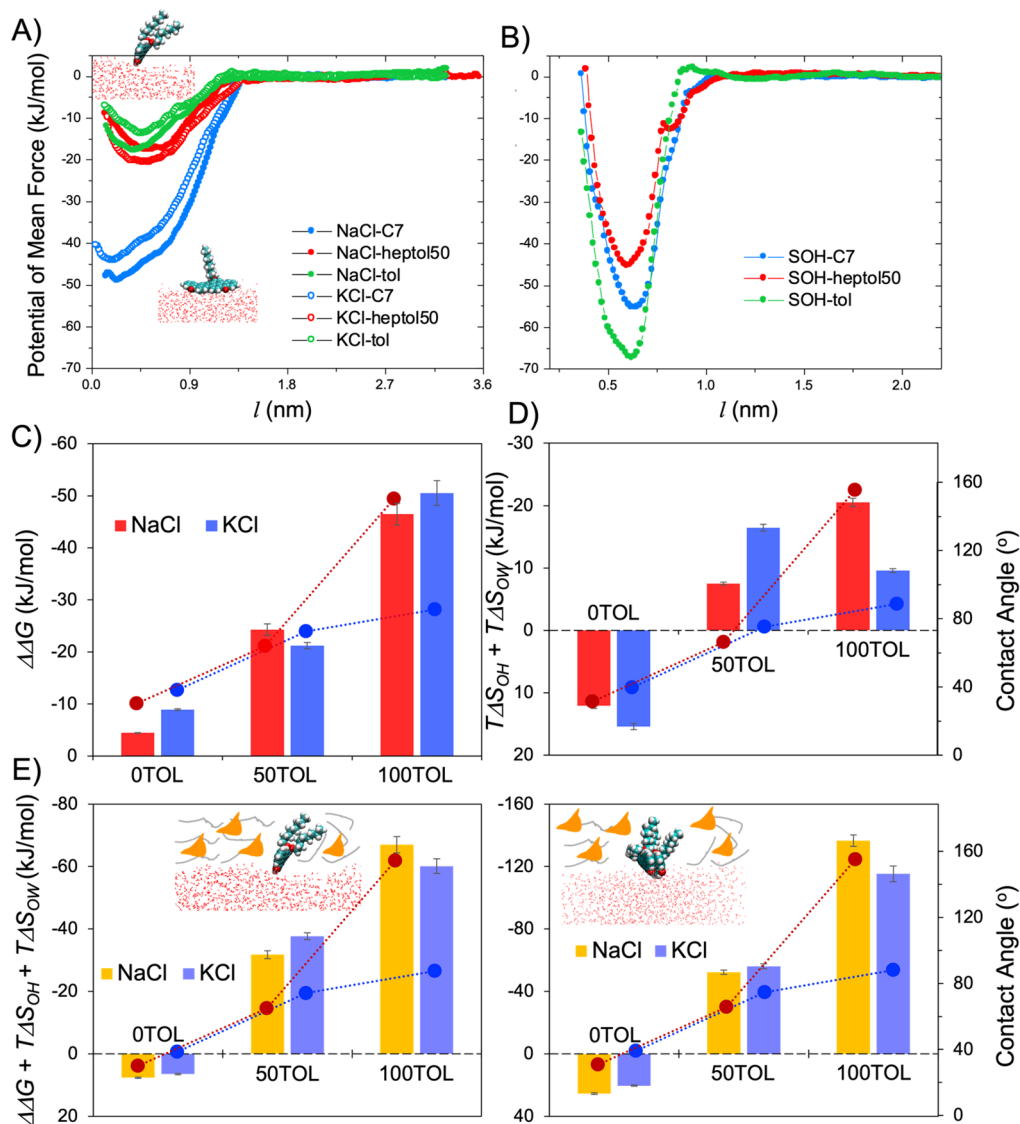 A)
Potential of Mean Force (kJ/mol)
0
-10
-20
-30
-40
-50
-60
-70
0.0 0.9 1.8 2.7 3.6
l (nm)
NaCl-C7
NaCl-heptol50
NaCl-tol
KCl-C7
KCl-heptol50
KCl-tol
B)
0
-10
-20
-30
-40
-50
-60
-70
0.5 1.0 1.5 2.0
l (nm)
SOH-C7
SOH-heptol50
SOH-tol
C)
ΔΔG (kJ/mol)
-60
-50
-40
-30
-20
-10
0
NaCl KCl
0TOL 50TOL 100TOL
D)
TΔS_OH + TΔS_OW (kJ/mol)
-30
-20
-10
0
10
20
0TOL
50TOL
100TOL
160
120
80
40
0
Contact Angle (º)
E)
ΔΔG + TΔS_OH + TΔS_OW (kJ/mol)
-80
-60
-40
-20
0
20
NaCl KCl
0TOL
50TOL
100TOL
-160
-120
-80
-40
0
40
NaCl KCl
0TOL
50TOL
100TOL
160
120
80
40
0
Contact Angle (º)